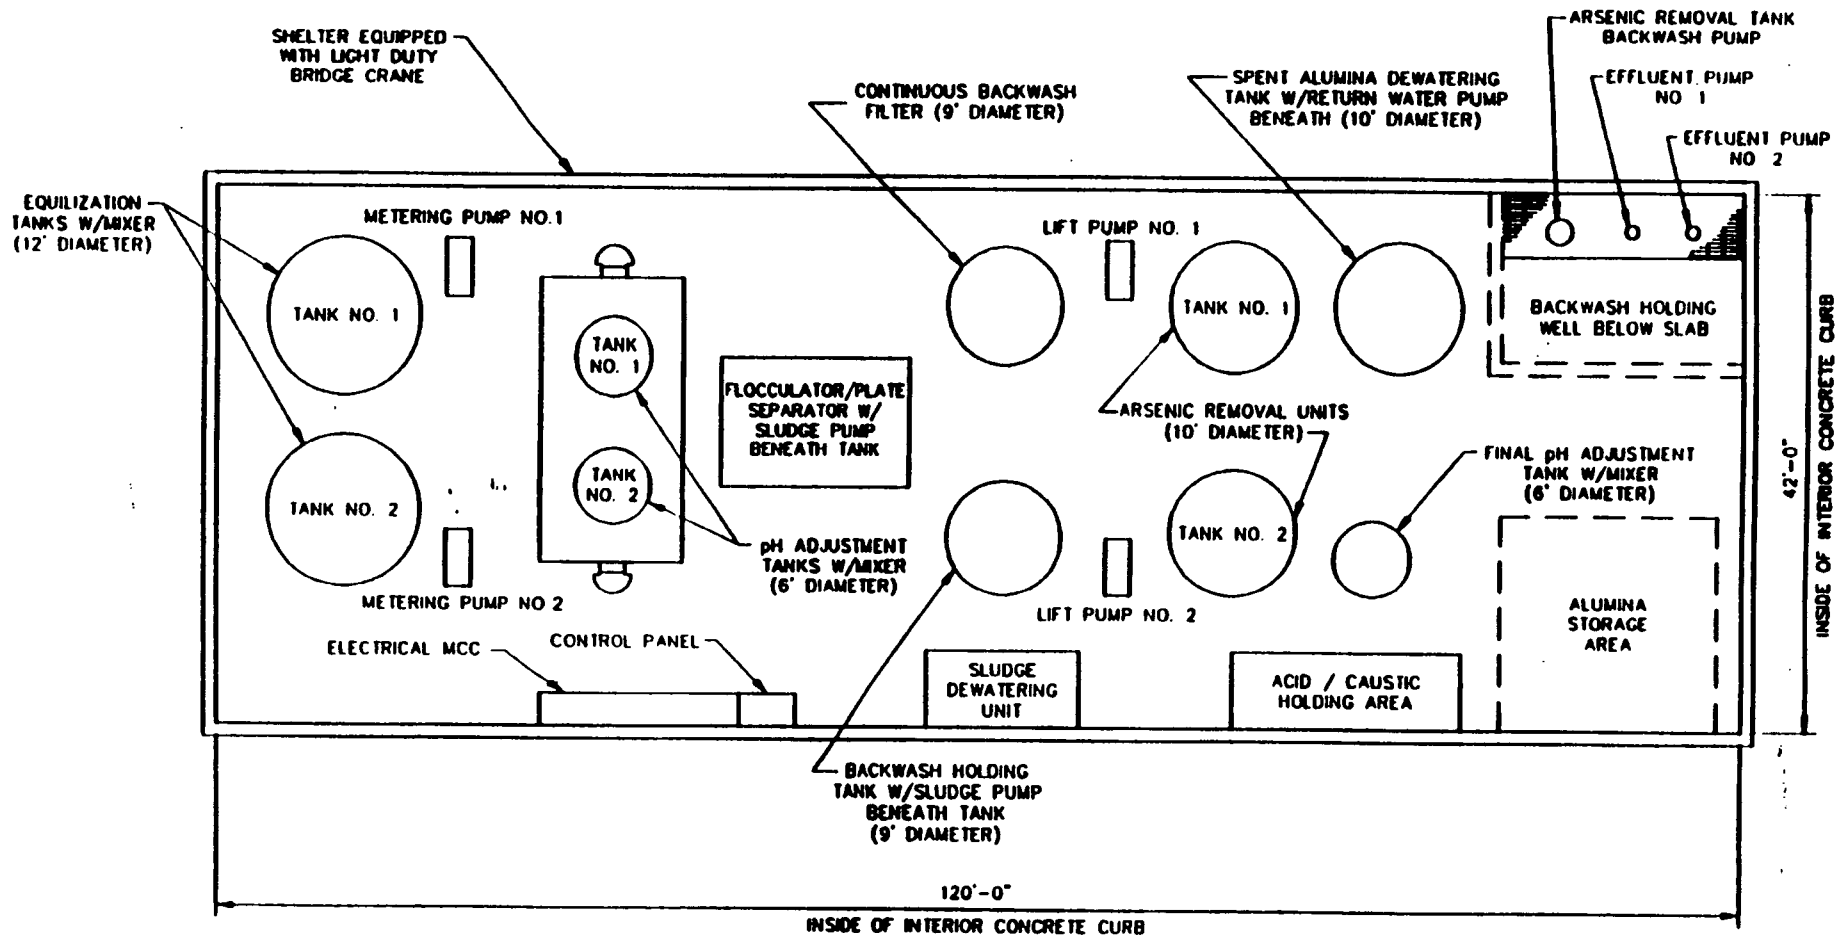 SHELTER EQUIPPED
WITH LIGHT DUTY
BRIDGE CRANE
CONTINUOUS BACKWASH
FILTER (9' DIAMETER)
SPENT ALUMINA DEWATERING
TANK W/RETURN WATER PUMP
BENEATH (10' DIAMETER)
ARSENIC REMOVAL TANK
BACKWASH PUMP
EFFLUENT PUMP
NO 1
EFFLUENT PUMP
NO 2
EQUILIZATION
TANKS W/MIXER
(12' DIAMETER)
METERING PUMP NO.1
LIFT PUMP NO. 1
TANK NO. 1
TANK
NO. 1
TANK NO. 1
BACKWASH HOLDING
WELL BELOW SLAB
FLOCCULATOR/PLATE
SEPARATOR W/
SLUDGE PUMP
BENEATH TANK
ARSENIC REMOVAL UNITS
(10' DIAMETER)
FINAL pH ADJUSTMENT
TANK W/MIXER
(6' DIAMETER)
TANK NO. 2
TANK
NO. 2
TANK NO. 2
pH ADJUSTMENT
TANKS W/MIXER
(6' DIAMETER)
METERING PUMP NO 2
LIFT PUMP NO. 2
ALUMINA
STORAGE
AREA
ELECTRICAL MCC
CONTROL PANEL
SLUDGE
DEWATERING
UNIT
ACID / CAUSTIC
HOLDING AREA
BACKWASH HOLDING
TANK W/SLUDGE PUMP
BENEATH TANK
(9' DIAMETER)
42'-0"
INSIDE OF INTERIOR CONCRETE CURB
120'-0"
INSIDE OF INTERIOR CONCRETE CURB